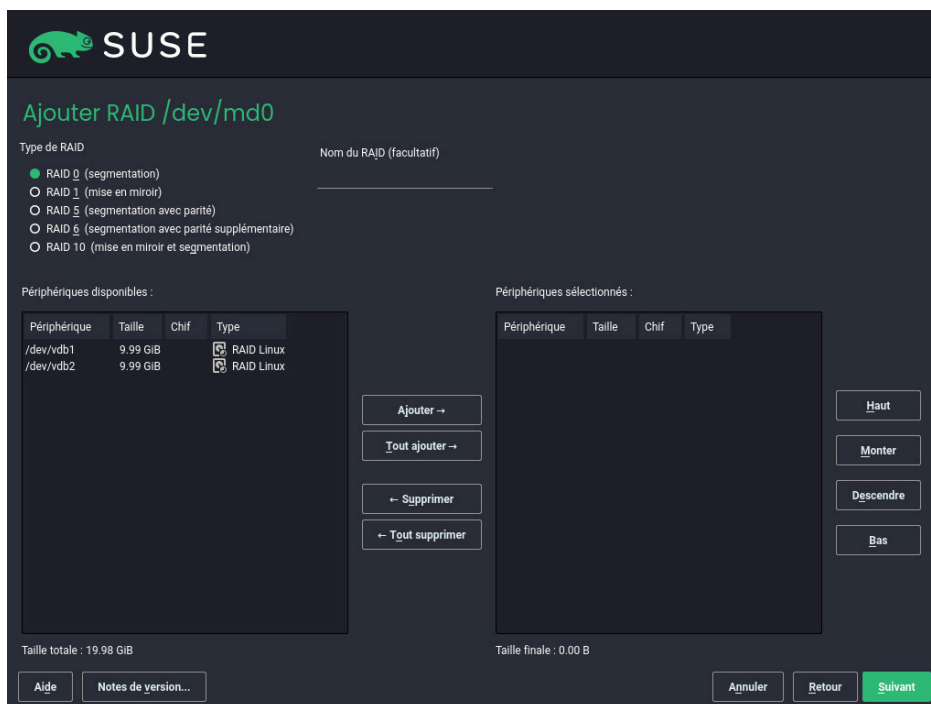 SUSE
Ajouter RAID /dev/md0
Type de RAID
RAID 0 (segmentation)
RAID 1 (mise en miroir)
RAID 5 (segmentation avec parité)
RAID 6 (segmentation avec parité supplémentaire)
RAID 10 (mise en miroir et segmentation)
Nom du RAID (facultatif)
Périphériques disponibles :
Périphérique Taille Chif Type
/dev/vdb1 9.99 GiB RAID Linux
/dev/vdb2 9.99 GiB RAID Linux
Taille totale : 19.98 GiB
Ajouter →
Tout ajouter →
← Supprimer
← Tout supprimer
Périphériques sélectionnés :
Périphérique Taille Chif Type
Taille finale : 0.00 B
Haut
Monter
Descendre
Bas
Aide Notes de version... Annuler Retour Suivant